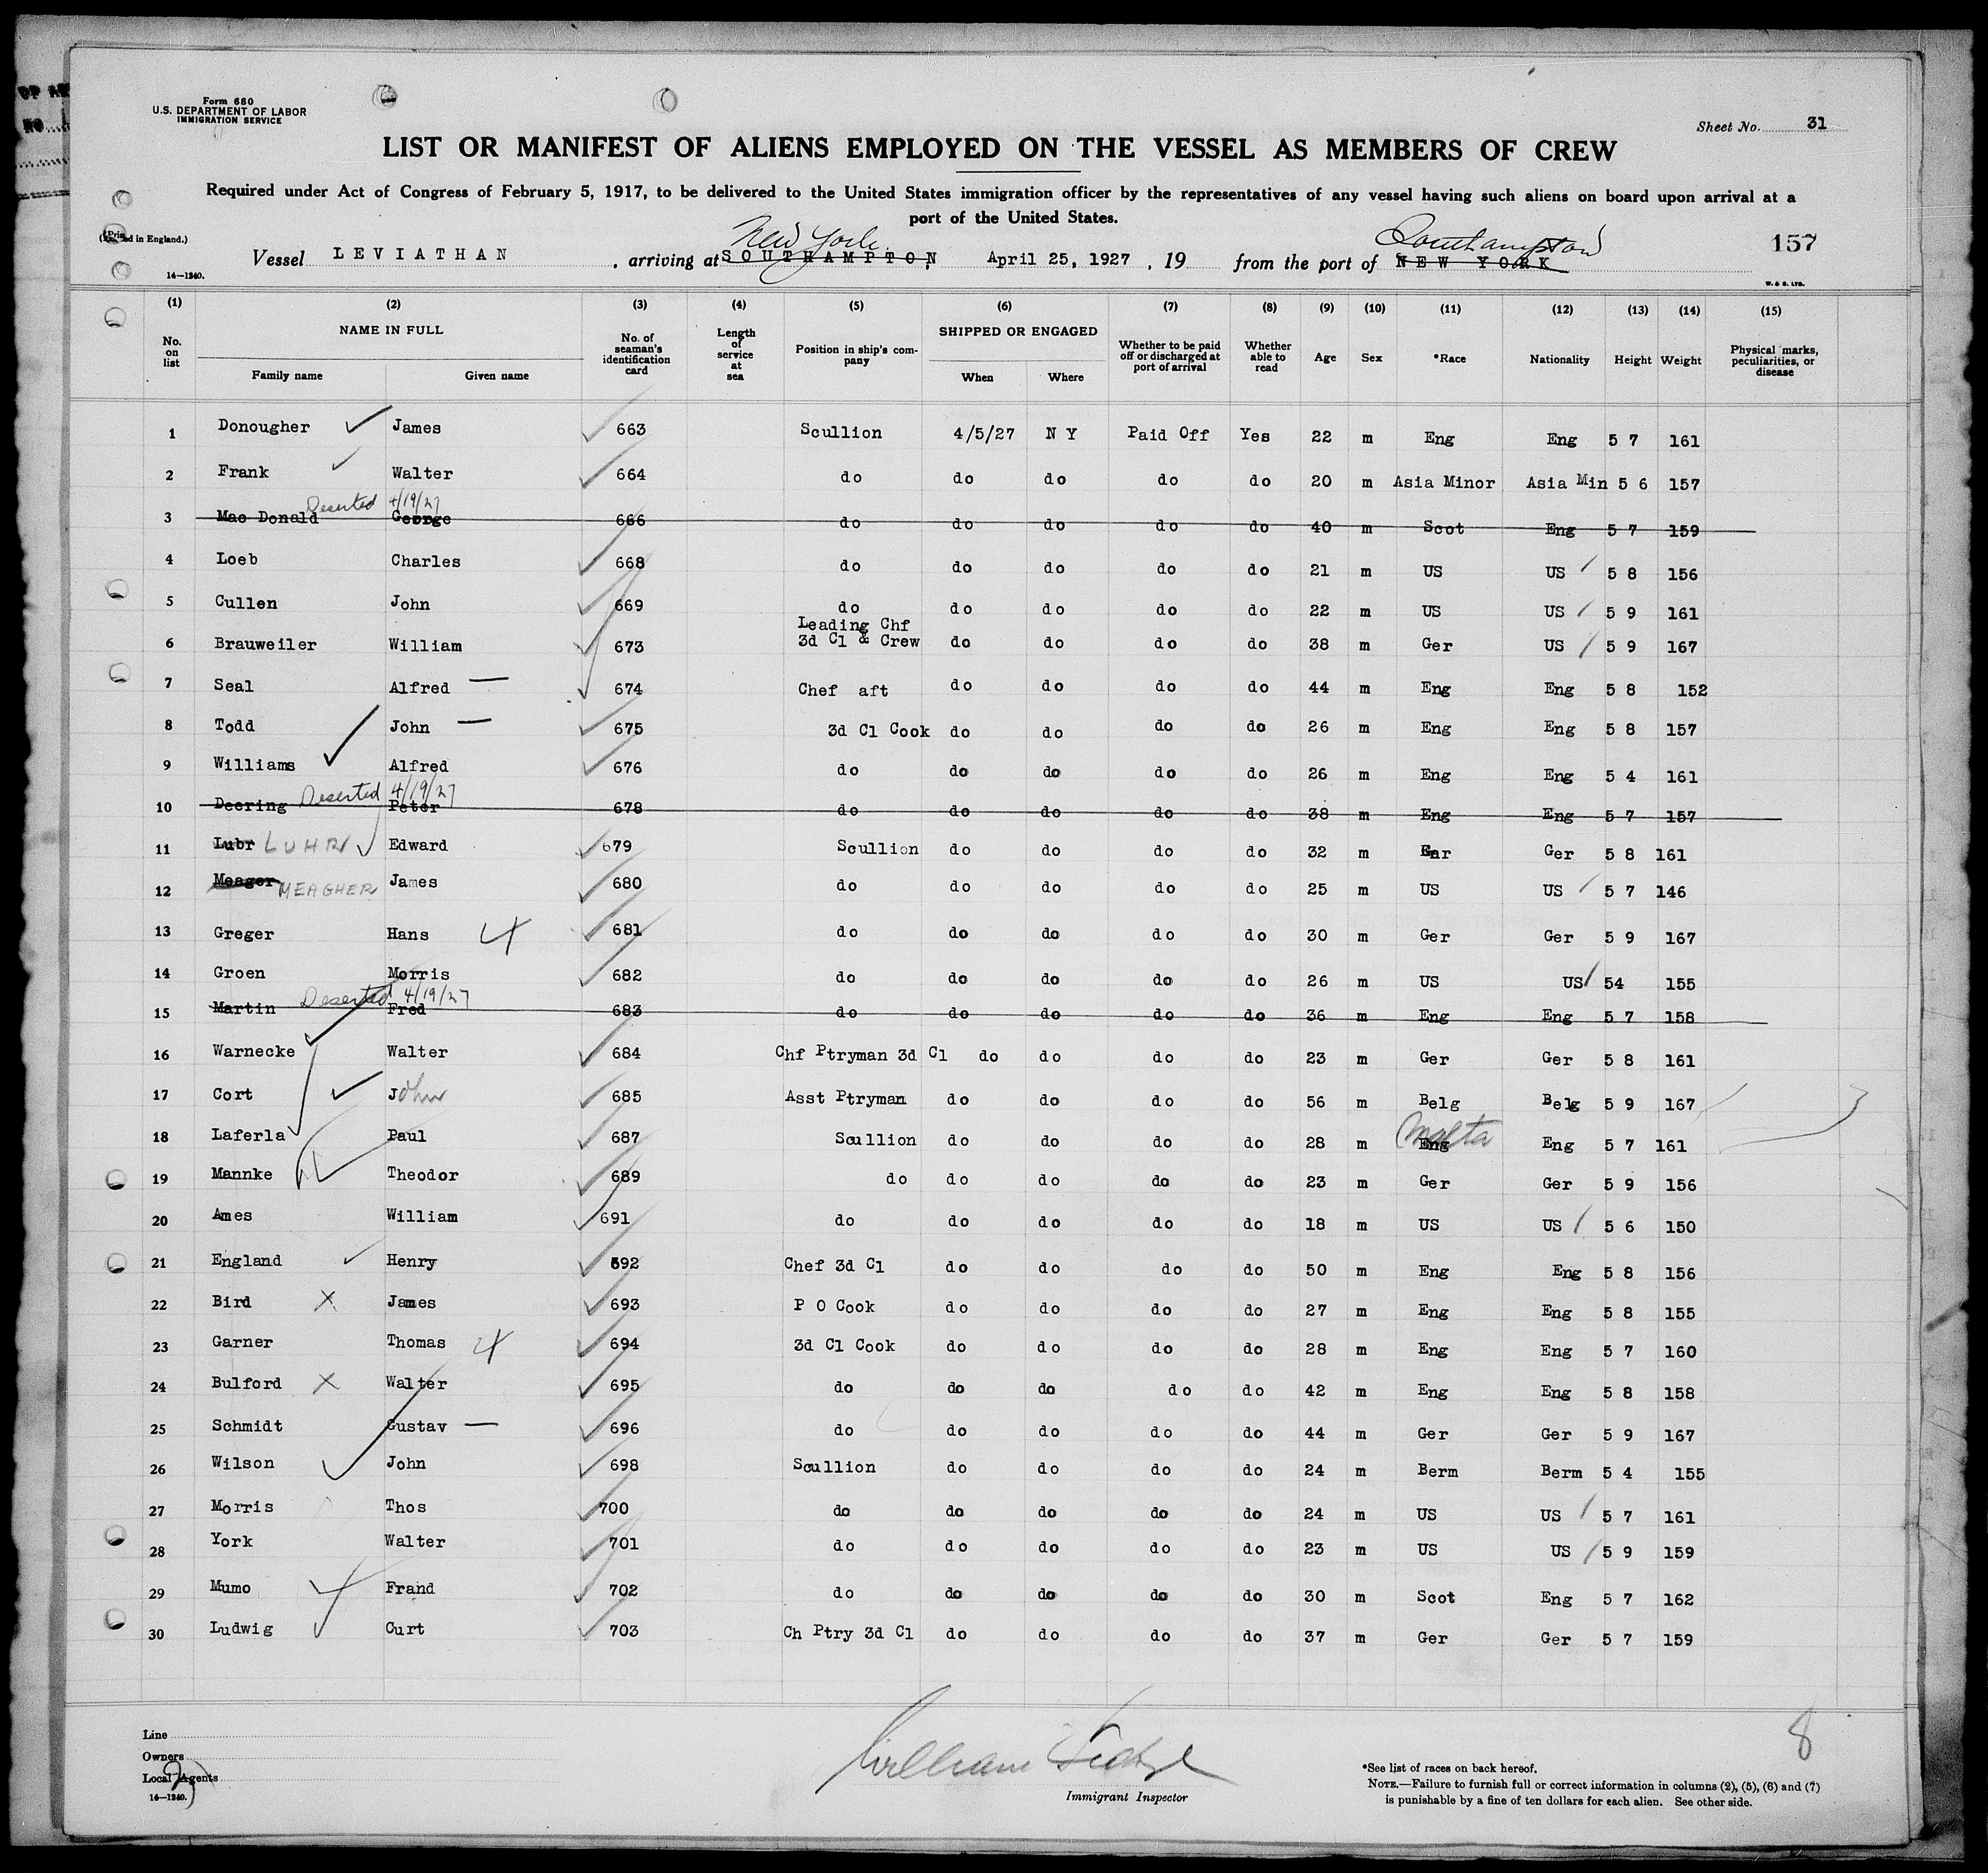 OP AR
NO
Form 680
U.S. DEPARTMENT OF LABOR
IMMIGRATION SERVICE
Sheet No. 31
LIST OR MANIFEST OF ALIENS EMPLOYED ON THE VESSEL AS MEMBERS OF CREW
Required under Act of Congress of February 5, 1917, to be delivered to the United States immigration officer by the representatives of any vessel having such aliens on board upon arrival at a
port of the United States.
(Printed in England.)
New York Southampton
157
Vessel LEVIATHAN, arriving at SOUTHAMPTON, April 25, 1927, 19 from the port of NEW YORK
14—1240.
W. & S. LTD.
(1) (2) (3) (4) (5) (6) (7) (8) (9) (10) (11) (12) (13) (14) (15)
No. on list NAME IN FULL Family name Given name No. of seaman's identification card Length of service at sea Position in ship's company SHIPPED OR ENGAGED When Where Whether to be paid off or discharged at port of arrival Whether able to read Age Sex *Race Nationality Height Weight Physical marks, peculiarities, or disease
1 Donougher James 663 Scullion 4/5/27 N Y Paid Off Yes 22 m Eng Eng 5 7 161
2 Frank Walter 664 do do do do do 20 m Asia Minor Asia Min 5 6 157
Deserted 4/19/27
3 Mac Donald George 666 do do do do do 40 m Scot Eng 5 7 159
4 Loeb Charles 668 do do do do do 21 m US US 5 8 156
5 Cullen John 669 do do do do do 22 m US US 5 9 161
6 Brauweiler William 673 Leading Chf 3d Cl & Crew do do do do 38 m Ger US 5 9 167
7 Seal Alfred 674 Chef aft do do do do 44 m Eng Eng 5 8 152
8 Todd John 675 3d Cl Cook do do do do 26 m Eng Eng 5 8 157
9 Williams Alfred 676 do do do do do 26 m Eng Eng 5 4 161
Deserted 4/19/27
10 Deering Peter 678 do do do do do 38 m Eng Eng 5 7 157
11 Lubr LUHR Edward 679 Scullion do do do do 32 m Ger Ger 5 8 161
12 Meager MEAGHER James 680 do do do do do 25 m US US 5 7 146
13 Greger Hans 681 do do do do do 30 m Ger Ger 5 9 167
14 Groen Morris 682 do do do do do 26 m US US 54 155
Deserted 4/19/27
15 Martin Fred 683 do do do do do 36 m Eng Eng 5 7 158
16 Warnecke Walter 684 Chf Ptryman 3d Cl do do do do 23 m Ger Ger 5 8 161
17 Cort John 685 Asst Ptryman do do do do 56 m Belg Belg 5 9 167
18 Laferla Paul 687 Scullion do do do do 28 m Eng Malta Eng 5 7 161
19 Mannke Theodor 689 do do do do do 23 m Ger Ger 5 9 156
20 Ames William 691 do do do do do 18 m US US 5 6 150
21 England Henry 692 Chef 3d Cl do do do do 50 m Eng Eng 5 8 156
22 Bird James 693 P O Cook do do do do 27 m Eng Eng 5 8 155
23 Garner Thomas 694 3d Cl Cook do do do do 28 m Eng Eng 5 7 160
24 Bulford Walter 695 do do do do do 42 m Eng Eng 5 8 158
25 Schmidt Gustav 696 do do do do do 44 m Ger Ger 5 9 167
26 Wilson John 698 Scullion do do do do 24 m Berm Berm 5 4 155
27 Morris Thos 700 do do do do do 24 m US US 5 7 161
28 York Walter 701 do do do do do 23 m US US 5 9 159
29 Mumo Frand 702 do do do do do 30 m Scot Eng 5 7 162
30 Ludwig Curt 703 Ch Ptry 3d Cl do do do do 37 m Ger Ger 5 7 159
Line
Owners
Local Agents
14—1240.
William
Immigrant Inspector
8
*See list of races on back hereof.
NOTE.—Failure to furnish full or correct information in columns (2), (5), (6) and (7)
is punishable by a fine of ten dollars for each alien. See other side.